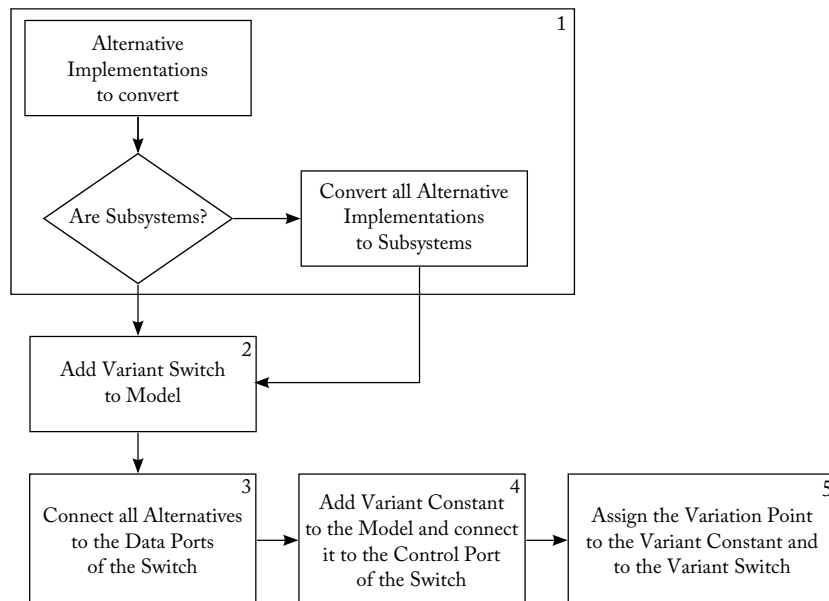 1
Alternative
Implementations
to convert
Are Subsystems?
Convert all Alternative
Implementations
to Subsystems
2
Add Variant Switch
to Model
3
Connect all Alternatives
to the Data Ports
of the Switch
4
Add Variant Constant
to the Model and connect
it to the Control Port
of the Switch
5
Assign the Variation Point
to the Variant Constant and
to the Variant Switch